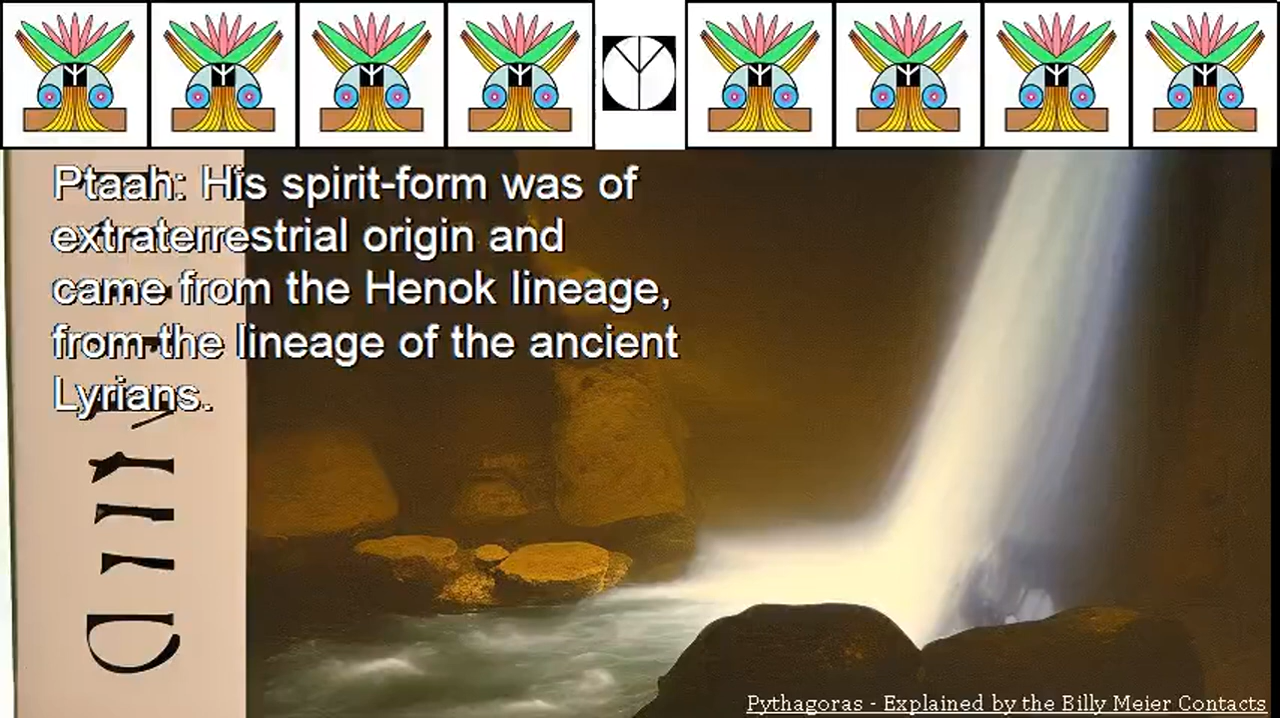 Ptaah: His spirit-form was of
extraterrestrial origin and
came from the Henok lineage,
from the lineage of the ancient
Lyrians.
Pythagoras - Explained by the Billy Meier Contacts